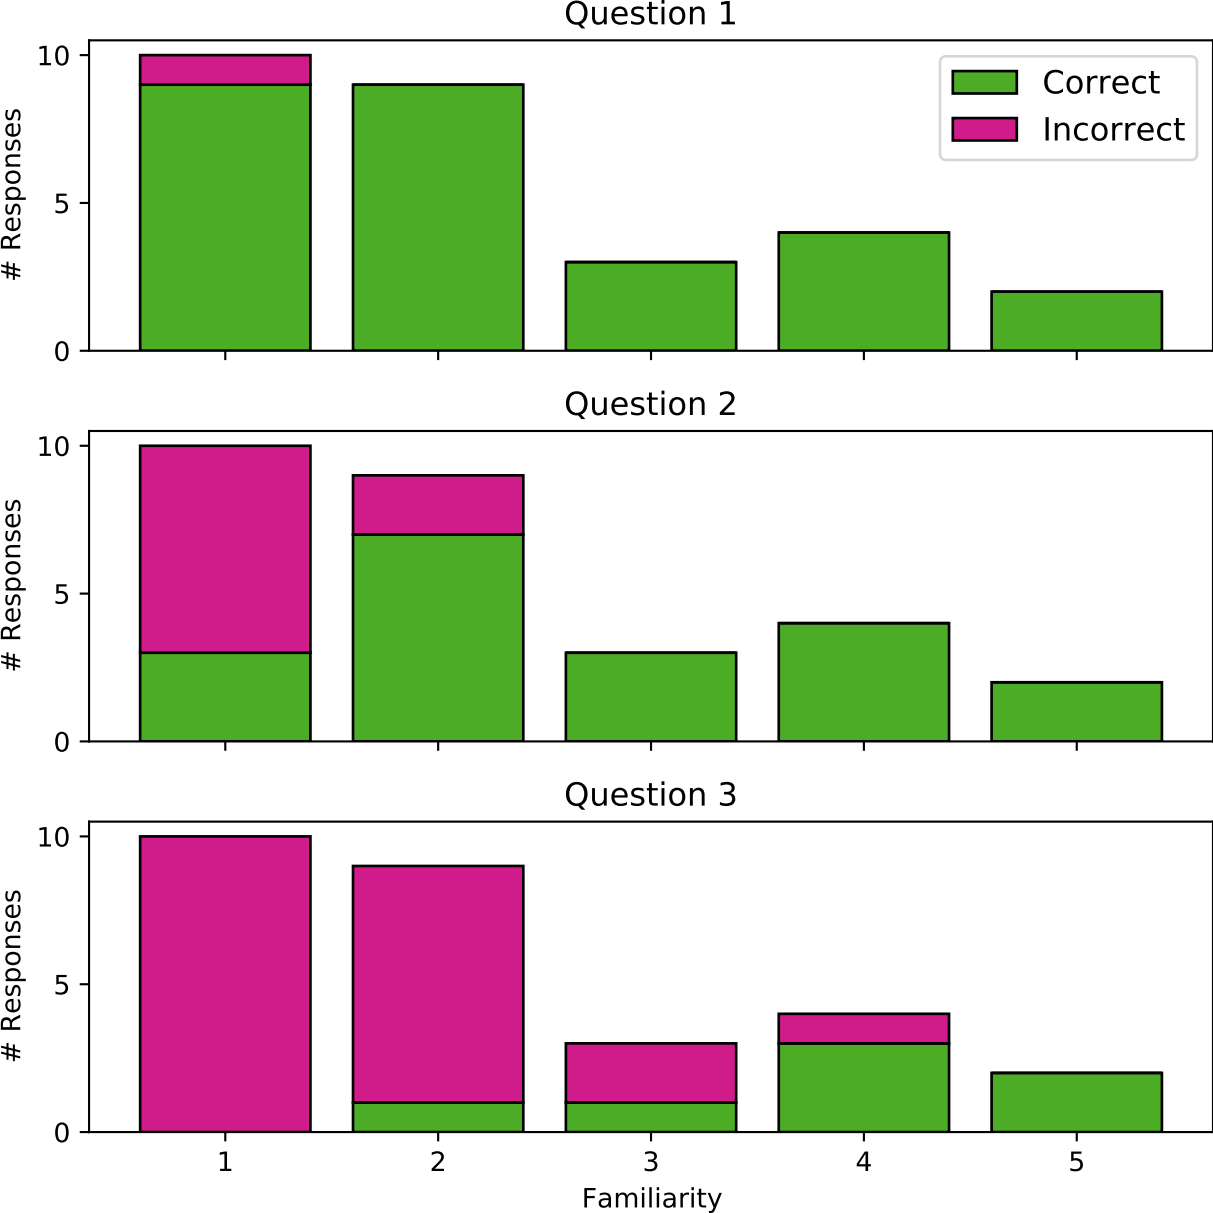 Question 1
# Responses
10
5
0
Correct
Incorrect
Question 2
# Responses
10
5
0
Question 3
# Responses
10
5
0
1 2 3 4 5
Familiarity